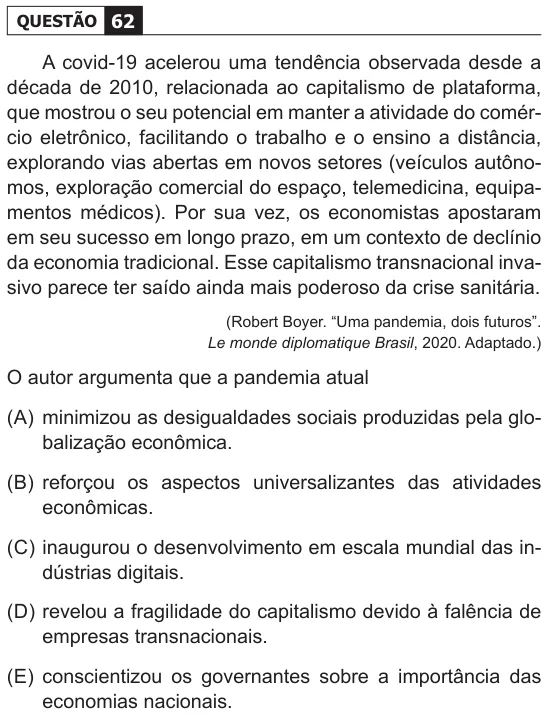 QUESTÃO 62
A covid-19 acelerou uma tendência observada desde a
década de 2010, relacionada ao capitalismo de plataforma,
que mostrou o seu potencial em manter a atividade do comér-
cio eletrônico, facilitando o trabalho e o ensino a distância,
explorando vias abertas em novos setores (veículos autôno-
mos, exploração comercial do espaço, telemedicina, equipa-
mentos médicos). Por sua vez, os economistas apostaram
em seu sucesso em longo prazo, em um contexto de declínio
da economia tradicional. Esse capitalismo transnacional inva-
sivo parece ter saído ainda mais poderoso da crise sanitária.
(Robert Boyer. “Uma pandemia, dois futuros”.
Le monde diplomatique Brasil, 2020. Adaptado.)
O autor argumenta que a pandemia atual
(A) minimizou as desigualdades sociais produzidas pela glo-
balização econômica.
(B) reforçou os aspectos universalizantes das atividades
econômicas.
(C) inaugurou o desenvolvimento em escala mundial das in-
dústrias digitais.
(D) revelou a fragilidade do capitalismo devido à falência de
empresas transnacionais.
(E) conscientizou os governantes sobre a importância das
economias nacionais.